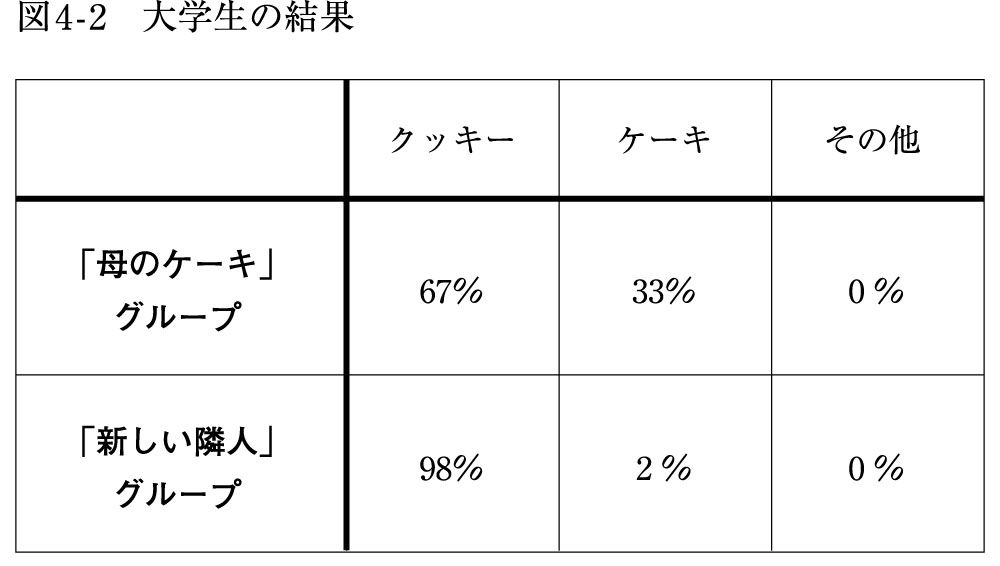 図4-2　大学生の結果
クッキー　ケーキ　その他
「母のケーキ」
グループ
67%　33%　0%
「新しい隣人」
グループ
98%　2%　0%